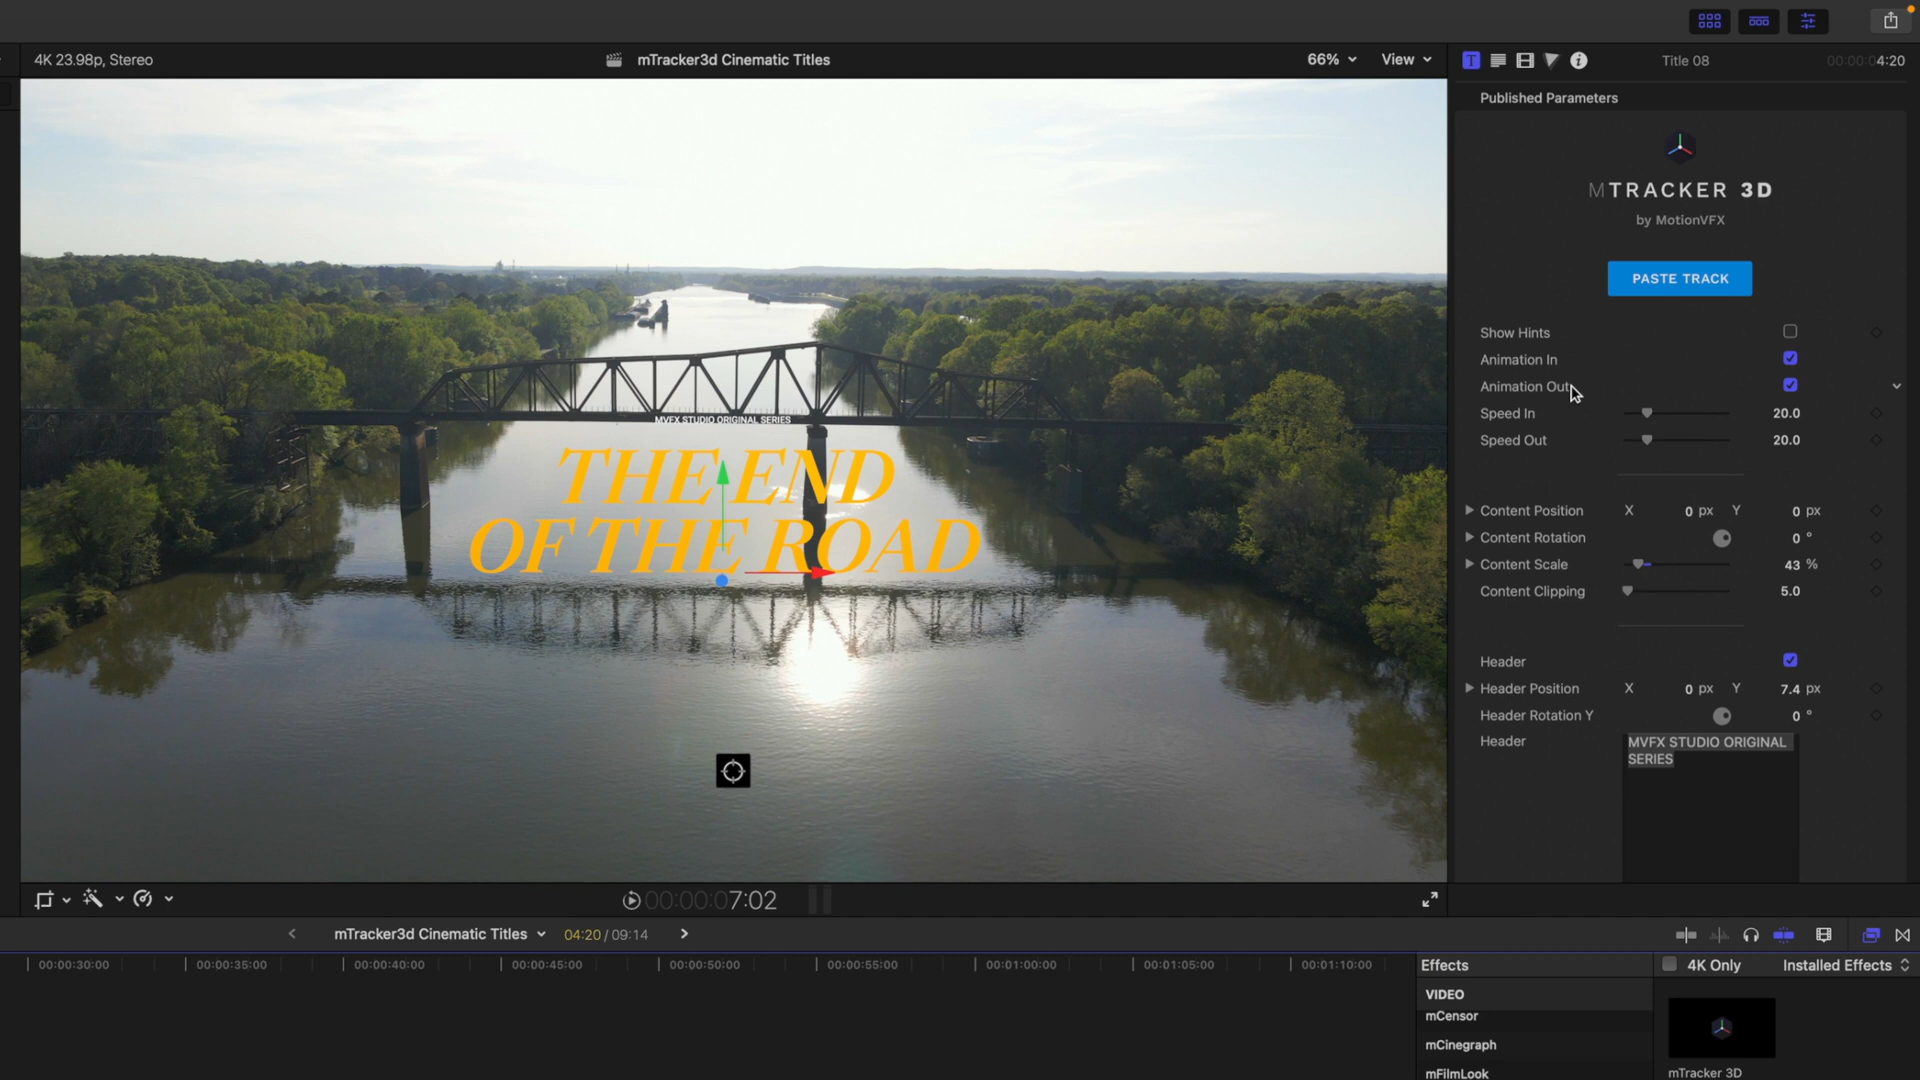 4K 23.98p, Stereo
mTracker3d Cinematic Titles
66%
View
Title 08
00:00:04:20
Published Parameters
MTRACKER 3D
by MotionVFX
PASTE TRACK
Show Hints
Animation In
Animation Out
Speed In 20.0
Speed Out 20.0
Content Position X 0 px Y 0 px
Content Rotation 0 °
Content Scale 43 %
Content Clipping 5.0
Header
Header Position X 0 px Y 7.4 px
Header Rotation Y 0 °
Header
MVFX STUDIO ORIGINAL
SERIES
MVFX STUDIO ORIGINAL SERIES
THE END
OF THE ROAD
00:00:07:02
mTracker3d Cinematic Titles
04:20 / 09:14
00:00:30:00
00:00:35:00
00:00:40:00
00:00:45:00
00:00:50:00
00:00:55:00
00:01:00:00
00:01:05:00
00:01:10:00
Effects
4K Only
Installed Effects
VIDEO
mCensor
mCinegraph
mFilmLook
mTracker 3D